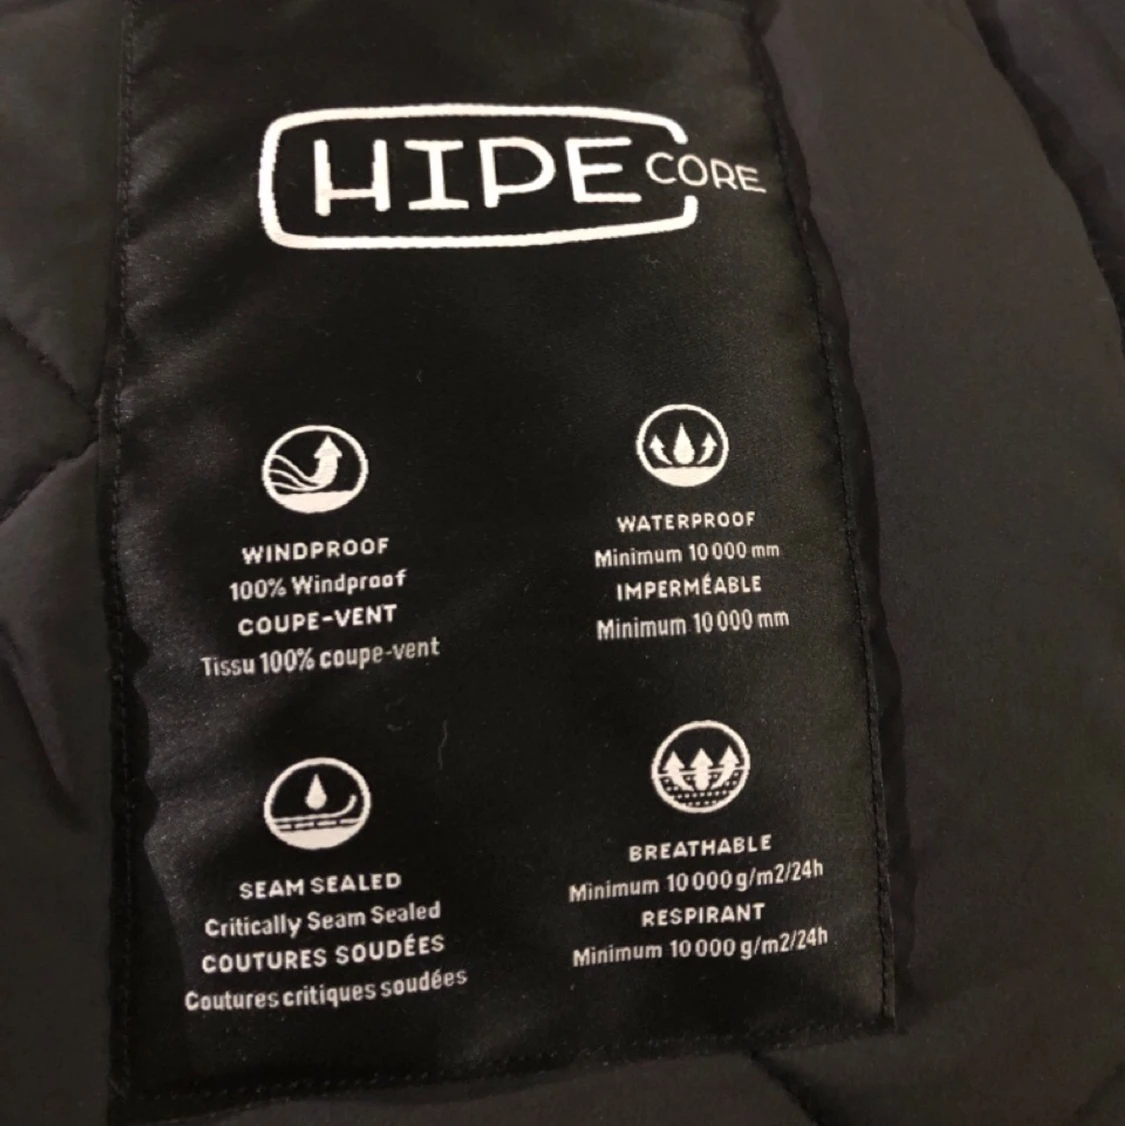 HIPE CORE
WINDPROOF
100% Windproof
COUPE-VENT
Tissu 100% coupe-vent
WATERPROOF
Minimum 10 000 mm
IMPERMÉABLE
Minimum 10 000 mm
SEAM SEALED
Critically Seam Sealed
COUTURES SOUDÉES
Coutures critiques soudées
BREATHABLE
Minimum 10 000 g/m2/24h
RESPIRANT
Minimum 10 000 g/m2/24h